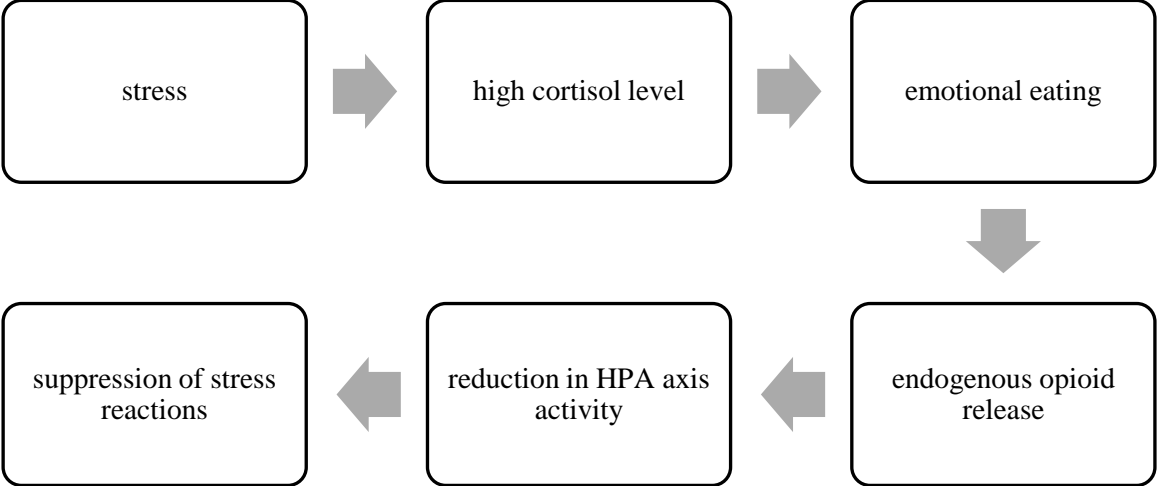 stress
high cortisol level
emotional eating
endogenous opioid
release
reduction in HPA axis
activity
suppression of stress
reactions